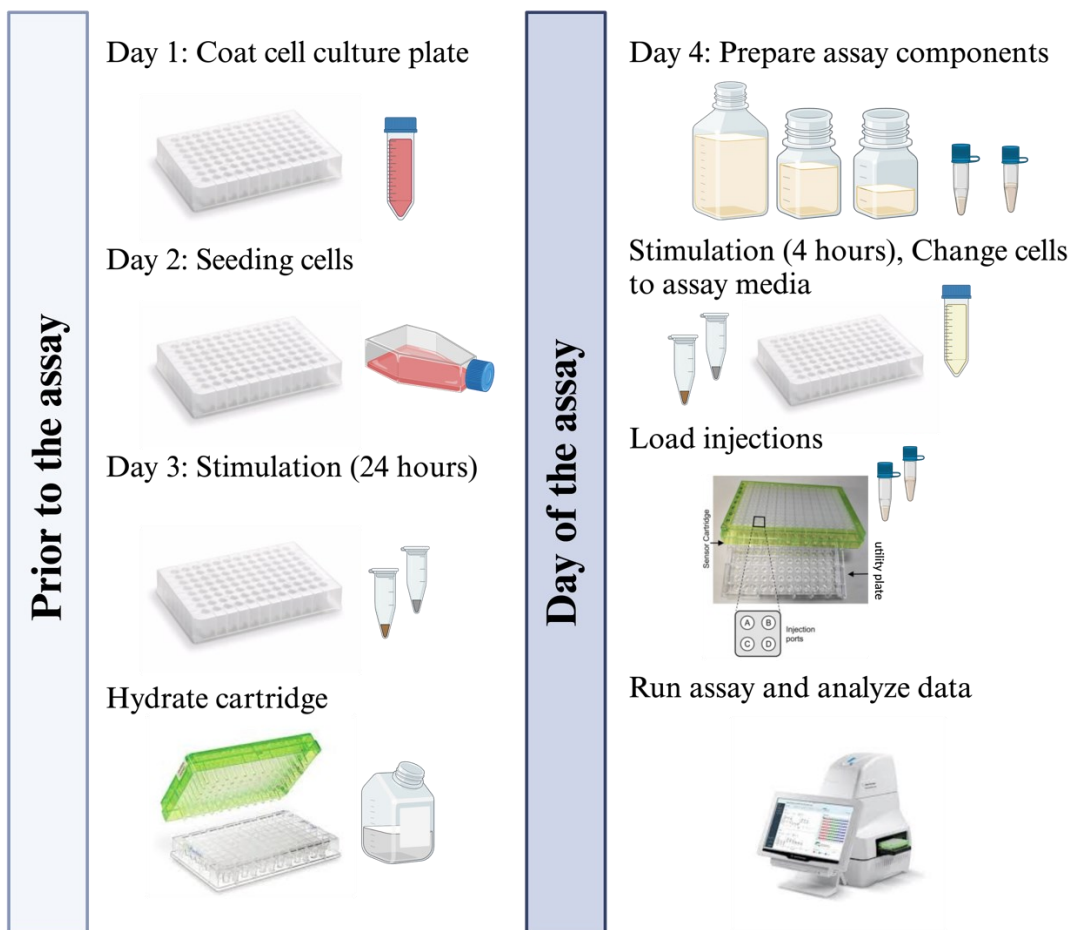 Prior to the assay
Day 1: Coat cell culture plate
Day 2: Seeding cells
Day 3: Stimulation (24 hours)
Hydrate cartridge
Day of the assay
Day 4: Prepare assay components
Stimulation (4 hours), Change cells
to assay media
Load injections
Sensor Cartridge
utility plate
A B
C D
Injection
ports
Run assay and analyze data